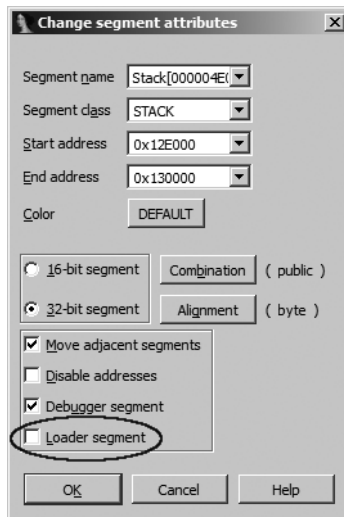 Change segment attributes
Segment name Stack[000004E(
Segment class STACK
Start address 0x12E000
End address 0x130000
Color DEFAULT
16-bit segment Combination ( public )
32-bit segment Alignment ( byte )
Move adjacent segments
Disable addresses
Debugger segment
Loader segment
OK Cancel Help